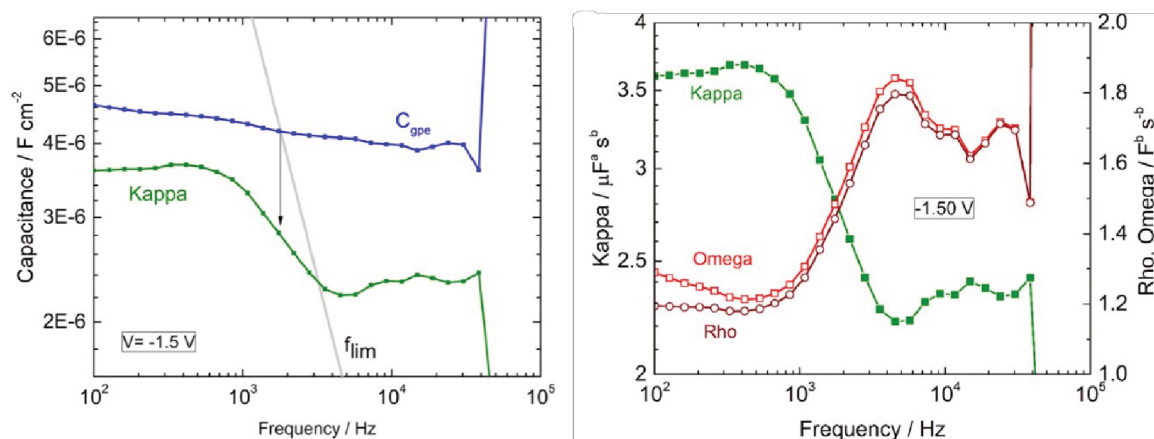 6E-6
5E-6
4E-6
3E-6
2E-6
Capacitance / F cm⁻²
C_gpe
Kappa
V= -1.5 V
f_lim
10² 10³ 10⁴ 10⁵
Frequency / Hz
4
3.5
3
2.5
2
Kappa / μFᵃ sᵇ
Kappa
Omega
Rho
-1.50 V
2.0
1.8
1.6
1.4
1.2
1.0
Rho. Omega / Fᵇ s⁻ᵇ
10² 10³ 10⁴ 10⁵
Frequency / Hz